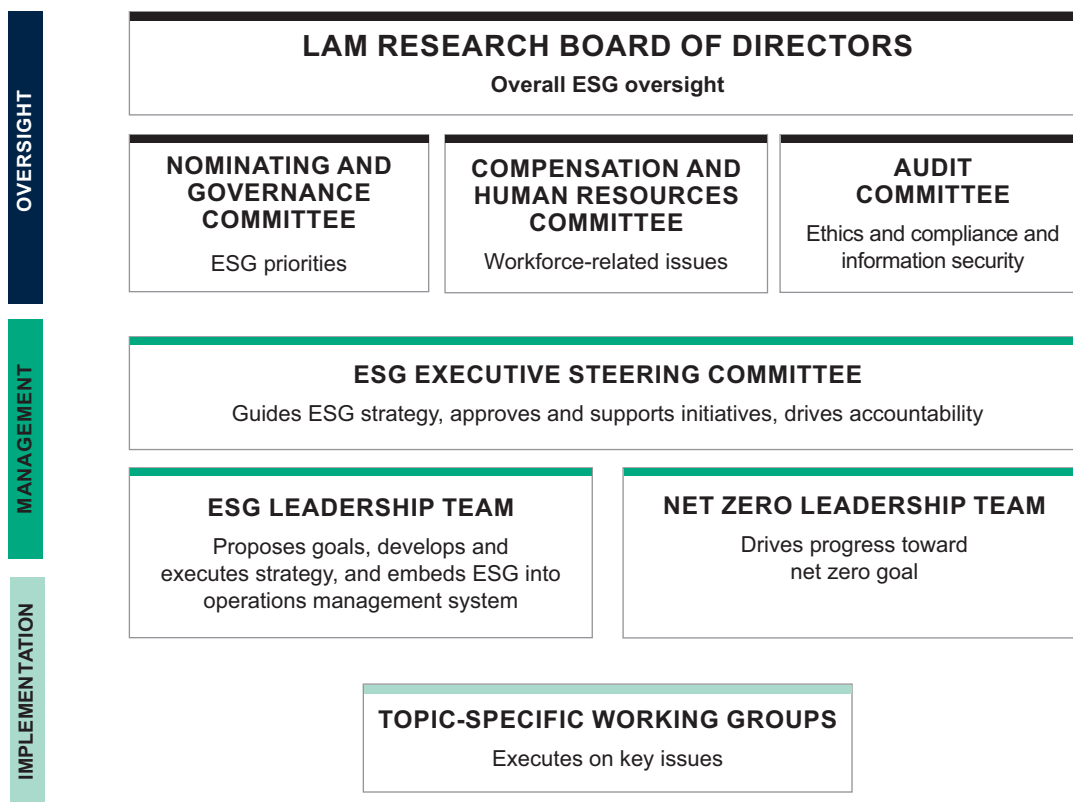 OVERSIGHT
LAM RESEARCH BOARD OF DIRECTORS
Overall ESG oversight
NOMINATING AND
GOVERNANCE
COMMITTEE
ESG priorities
COMPENSATION AND
HUMAN RESOURCES
COMMITTEE
Workforce-related issues
AUDIT
COMMITTEE
Ethics and compliance and
information security
MANAGEMENT
ESG EXECUTIVE STEERING COMMITTEE
Guides ESG strategy, approves and supports initiatives, drives accountability
ESG LEADERSHIP TEAM
Proposes goals, develops and
executes strategy, and embeds ESG into
operations management system
NET ZERO LEADERSHIP TEAM
Drives progress toward
net zero goal
IMPLEMENTATION
TOPIC-SPECIFIC WORKING GROUPS
Executes on key issues